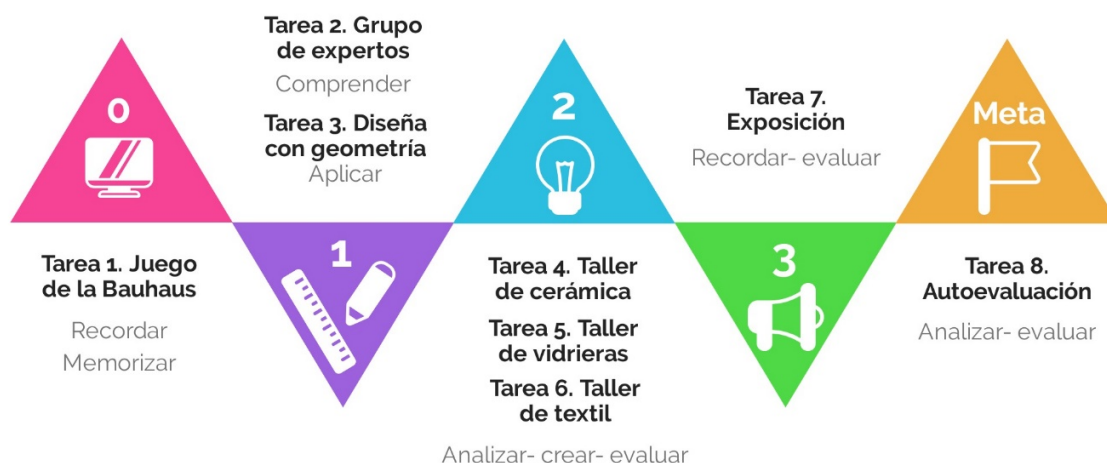 0
Tarea 1. Juego
de la Bauhaus
Recordar
Memorizar
Tarea 2. Grupo
de expertos
Comprender
Tarea 3. Diseña
con geometría
Aplicar
1
2
Tarea 4. Taller
de cerámica
Tarea 5. Taller
de vidrieras
Tarea 6. Taller
de textil
Analizar- crear- evaluar
Tarea 7.
Exposición
Recordar- evaluar
3
Meta
Tarea 8.
Autoevaluación
Analizar- evaluar